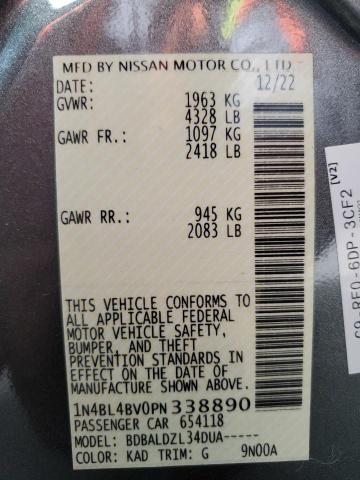 MFD BY NISSAN MOTOR CO., LTD
DATE: 12/22
GVWR: 1963 KG
4328 LB
GAWR FR.: 1097 KG
2418 LB
GAWR RR.: 945 KG
2083 LB
THIS VEHICLE CONFORMS TO
ALL APPLICABLE FEDERAL
MOTOR VEHICLE SAFETY,
BUMPER, AND THEFT
PREVENTION STANDARDS IN
EFFECT ON THE DATE OF
MANUFACTURE SHOWN ABOVE.
1N4BL4BV0PN338890
PASSENGER CAR 654118
MODEL: BDBALDZL34DUA-----
COLOR: KAD TRIM: G 9N00A
[V2]